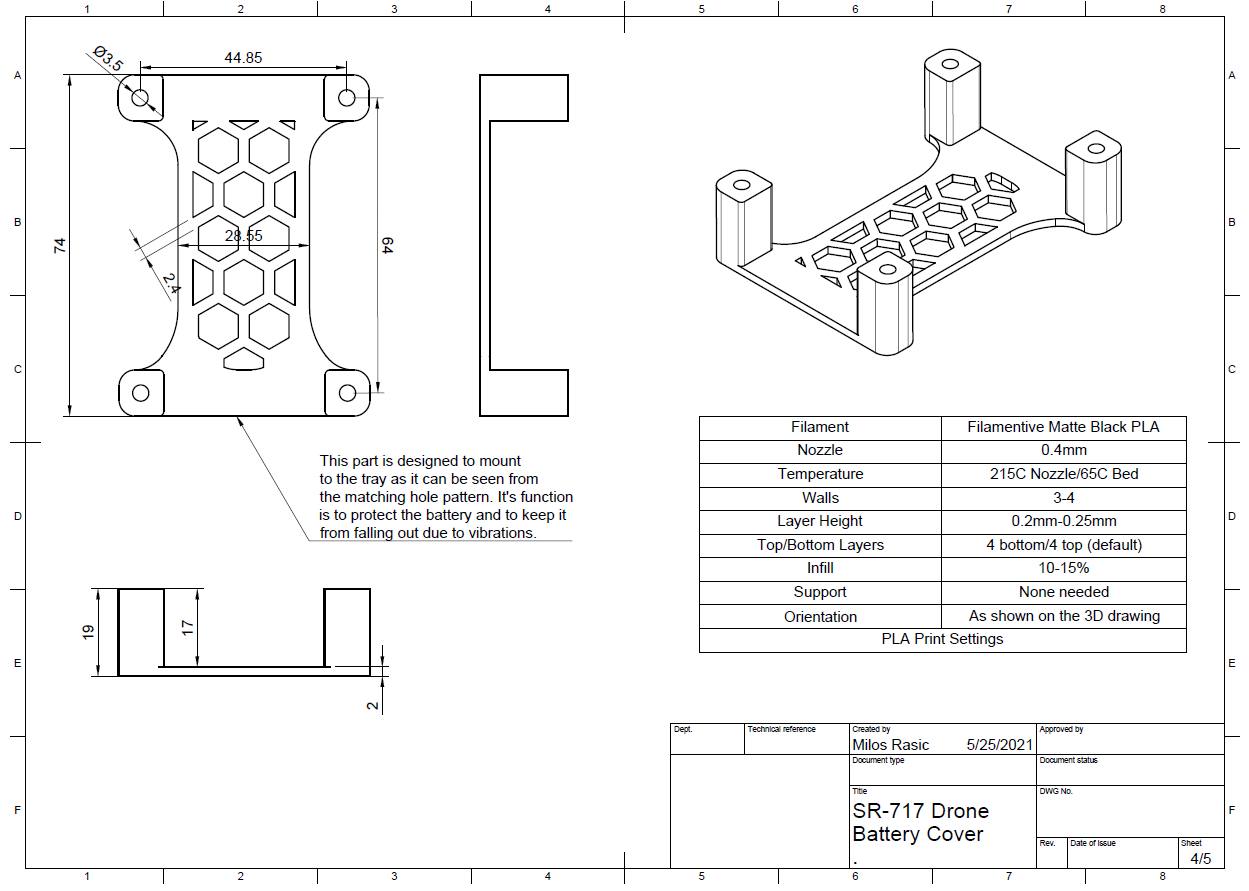 1 2 3 4 5 6 7 8
A A
B B
C C
D D
E E
F F
Ø3.5
44.85
74
64
28.55
2.4
This part is designed to mount
to the tray as it can be seen from
the matching hole pattern. It's function
is to protect the battery and to keep it
from falling out due to vibrations.
19
17
2
Filament Filamentive Matte Black PLA
Nozzle 0.4mm
Temperature 215C Nozzle/65C Bed
Walls 3-4
Layer Height 0.2mm-0.25mm
Top/Bottom Layers 4 bottom/4 top (default)
Infill 10-15%
Support None needed
Orientation As shown on the 3D drawing
PLA Print Settings
Dept. Technical reference Created by Approved by
Milos Rasic 5/25/2021
Document type Document status
Title DWG No.
SR-717 Drone
Battery Cover
.
Rev. Date of issue Sheet
4/5
1 2 3 4 5 6 7 8